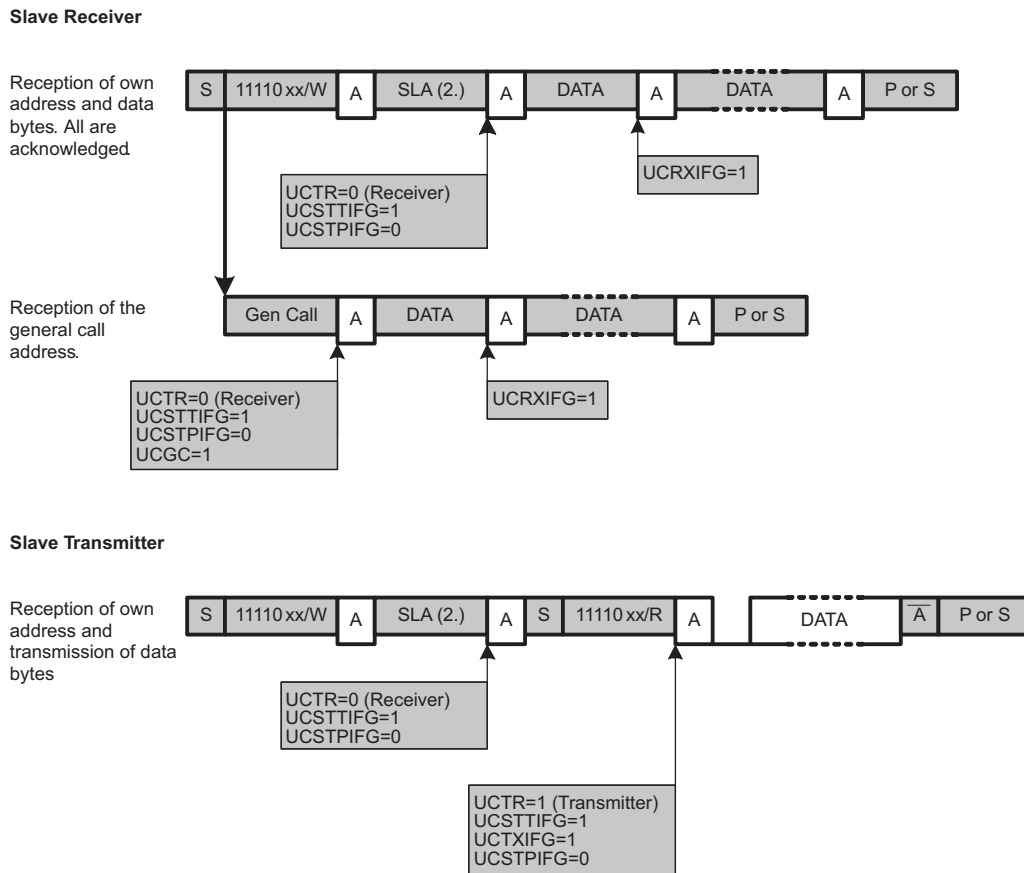 Slave Receiver
Reception of own
address and data
bytes. All are
acknowledged.
S 11110 xx/W A SLA (2.) A DATA A DATA A P or S
UCTR=0 (Receiver)
UCSTTIFG=1
UCSTPIFG=0
UCRXIFG=1
Reception of the
general call
address.
Gen Call A DATA A DATA A P or S
UCTR=0 (Receiver)
UCSTTIFG=1
UCSTPIFG=0
UCGC=1
UCRXIFG=1
Slave Transmitter
Reception of own
address and
transmission of data
bytes
S 11110 xx/W A SLA (2.) A S 11110 xx/R A DATA A̅ P or S
UCTR=0 (Receiver)
UCSTTIFG=1
UCSTPIFG=0
UCTR=1 (Transmitter)
UCSTTIFG=1
UCTXIFG=1
UCSTPIFG=0